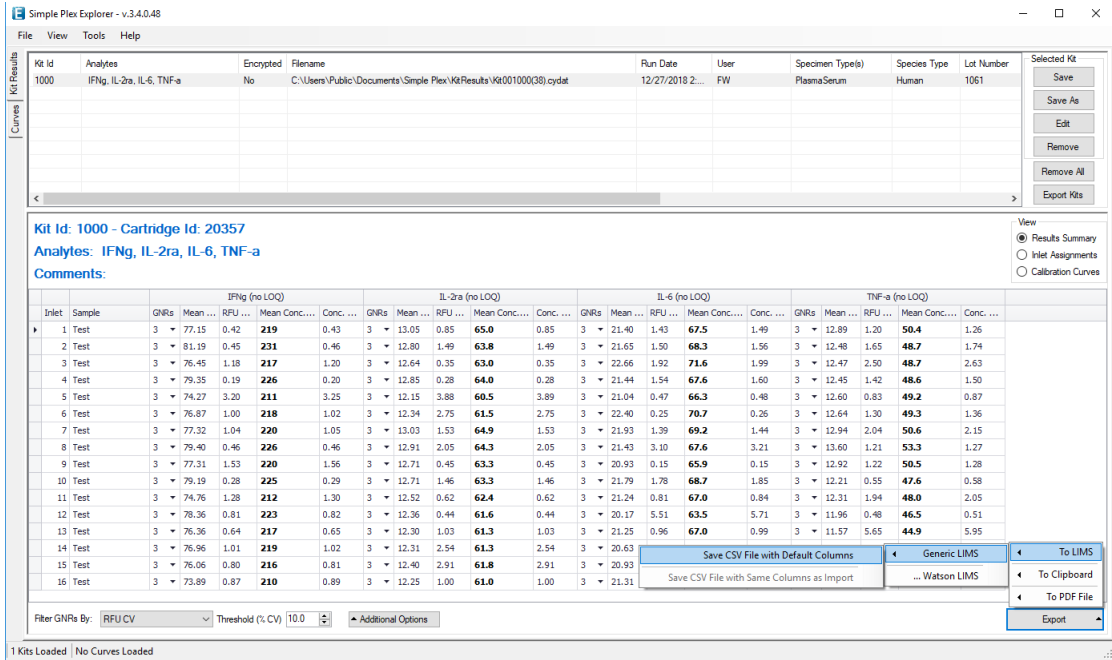 Simple Plex Explorer - v.3.4.0.48
File View Tools Help
Kit Results
Curves
Kit Id Analytes Encrypted Filename Run Date User Specimen Type(s) Species Type Lot Number
1000 IFNg, IL-2ra, IL-6, TNF-a No C:\Users\Public\Documents\Simple Plex\KitResults\Kit001000(38).cydat 12/27/2018 2:... FW PlasmaSerum Human 1061
Selected Kit
Save
Save As
Edit
Remove
Remove All
Export Kits
Kit Id: 1000 - Cartridge Id: 20357
Analytes: IFNg, IL-2ra, IL-6, TNF-a
Comments:
View
Results Summary
Inlet Assignments
Calibration Curves
IFNg (no LOQ) IL-2ra (no LOQ) IL-6 (no LOQ) TNF-a (no LOQ)
Inlet Sample GNRs Mean ... RFU ... Mean Conc.... Conc. ... GNRs Mean ... RFU ... Mean Conc.... Conc. ... GNRs Mean ... RFU ... Mean Conc.... Conc. ... GNRs Mean ... RFU ... Mean Conc.... Conc. ...
1 Test 3 77.15 0.42 219 0.43 3 13.05 0.85 65.0 0.85 3 21.40 1.43 67.5 1.49 3 12.89 1.20 50.4 1.26
2 Test 3 81.19 0.45 231 0.46 3 12.80 1.49 63.8 1.49 3 21.65 1.50 68.3 1.56 3 12.48 1.65 48.7 1.74
3 Test 3 76.45 1.18 217 1.20 3 12.64 0.35 63.0 0.35 3 22.66 1.92 71.6 1.99 3 12.47 2.50 48.7 2.63
4 Test 3 79.35 0.19 226 0.20 3 12.85 0.28 64.0 0.28 3 21.44 1.54 67.6 1.60 3 12.45 1.42 48.6 1.50
5 Test 3 74.27 3.20 211 3.25 3 12.15 3.88 60.5 3.89 3 21.04 0.47 66.3 0.48 3 12.60 0.83 49.2 0.87
6 Test 3 76.87 1.00 218 1.02 3 12.34 2.75 61.5 2.75 3 22.40 0.25 70.7 0.26 3 12.64 1.30 49.3 1.36
7 Test 3 77.32 1.04 220 1.05 3 13.03 1.53 64.9 1.53 3 21.93 1.39 69.2 1.44 3 12.94 2.04 50.6 2.15
8 Test 3 79.40 0.46 226 0.46 3 12.91 2.05 64.3 2.05 3 21.43 3.10 67.6 3.21 3 13.60 1.21 53.3 1.27
9 Test 3 77.31 1.53 220 1.56 3 12.71 0.45 63.3 0.45 3 20.93 0.15 65.9 0.15 3 12.92 1.22 50.5 1.28
10 Test 3 79.19 0.28 225 0.29 3 12.71 1.46 63.3 1.46 3 21.79 1.78 68.7 1.85 3 12.21 0.55 47.6 0.58
11 Test 3 74.76 1.28 212 1.30 3 12.52 0.62 62.4 0.62 3 21.24 0.81 67.0 0.84 3 12.31 1.94 48.0 2.05
12 Test 3 78.36 0.81 223 0.82 3 12.36 0.44 61.6 0.44 3 20.17 5.51 63.5 5.71 3 11.96 0.48 46.5 0.51
13 Test 3 76.36 0.64 217 0.65 3 12.30 1.03 61.3 1.03 3 21.25 0.96 67.0 0.99 3 11.57 5.65 44.9 5.95
14 Test 3 76.96 1.01 219 1.02 3 12.31 2.54 61.3 2.54 3 20.63
15 Test 3 76.06 0.80 216 0.81 3 12.40 2.91 61.8 2.91 3 20.93
16 Test 3 73.89 0.87 210 0.89 3 12.25 1.00 61.0 1.00 3 21.31
Save CSV File with Default Columns Generic LIMS To LIMS
Save CSV File with Same Columns as Import ... Watson LIMS To Clipboard
To PDF File
Filter GNRs By: RFU CV Threshold (% CV) 10.0 Additional Options Export
1 Kits Loaded No Curves Loaded